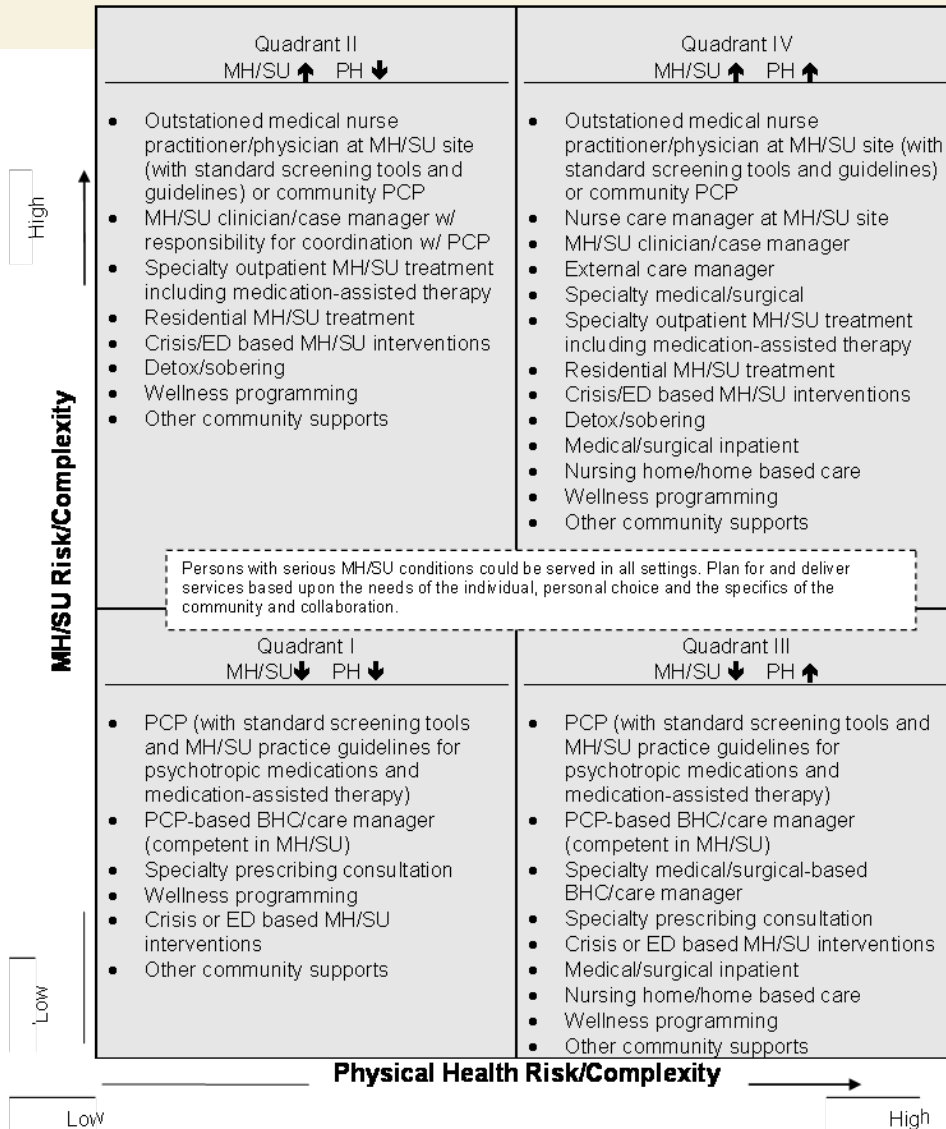 Quadrant II
MH/SU ↑ PH ↓
• Outstationed medical nurse
practitioner/physician at MH/SU site
(with standard screening tools and
guidelines) or community PCP
• MH/SU clinician/case manager w/
responsibility for coordination w/ PCP
• Specialty outpatient MH/SU treatment
including medication-assisted therapy
• Residential MH/SU treatment
• Crisis/ED based MH/SU interventions
• Detox/sobering
• Wellness programming
• Other community supports
Quadrant IV
MH/SU ↑ PH ↑
• Outstationed medical nurse
practitioner/physician at MH/SU site (with
standard screening tools and guidelines)
or community PCP
• Nurse care manager at MH/SU site
• MH/SU clinician/case manager
• External care manager
• Specialty medical/surgical
• Specialty outpatient MH/SU treatment
including medication-assisted therapy
• Residential MH/SU treatment
• Crisis/ED based MH/SU interventions
• Detox/sobering
• Medical/surgical inpatient
• Nursing home/home based care
• Wellness programming
• Other community supports
Persons with serious MH/SU conditions could be served in all settings. Plan for and deliver
services based upon the needs of the individual, personal choice and the specifics of the
community and collaboration.
Quadrant I
MH/SU↓ PH ↓
• PCP (with standard screening tools
and MH/SU practice guidelines for
psychotropic medications and
medication-assisted therapy)
• PCP-based BHC/care manager
(competent in MH/SU)
• Specialty prescribing consultation
• Wellness programming
• Crisis or ED based MH/SU
interventions
• Other community supports
Quadrant III
MH/SU ↓ PH ↑
• PCP (with standard screening tools and
MH/SU practice guidelines for
psychotropic medications and
medication-assisted therapy)
• PCP-based BHC/care manager
(competent in MH/SU)
• Specialty medical/surgical-based
BHC/care manager
• Specialty prescribing consultation
• Crisis or ED based MH/SU interventions
• Medical/surgical inpatient
• Nursing home/home based care
• Wellness programming
• Other community supports
High
MH/SU Risk/Complexity
Low
Physical Health Risk/Complexity
Low
High